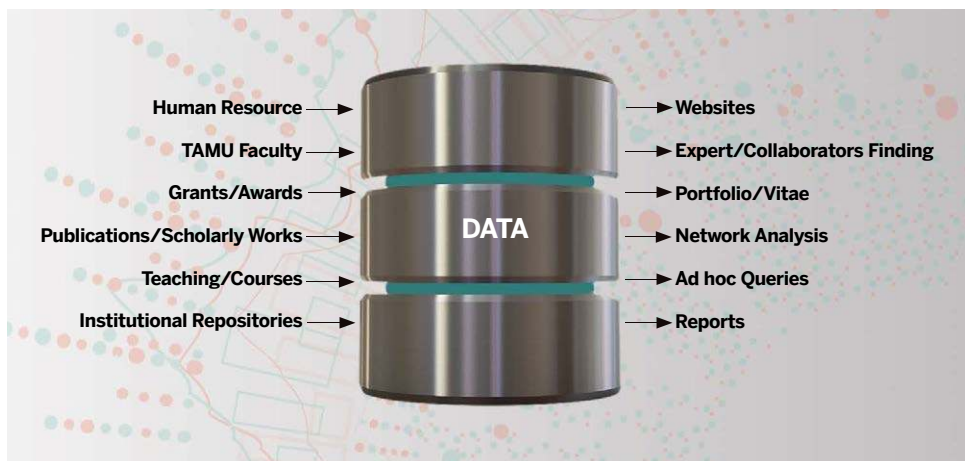 Human Resource
TAMU Faculty
Grants/Awards
Publications/Scholarly Works
Teaching/Courses
Institutional Repositories
DATA
Websites
Expert/Collaborators Finding
Portfolio/Vitae
Network Analysis
Ad hoc Queries
Reports